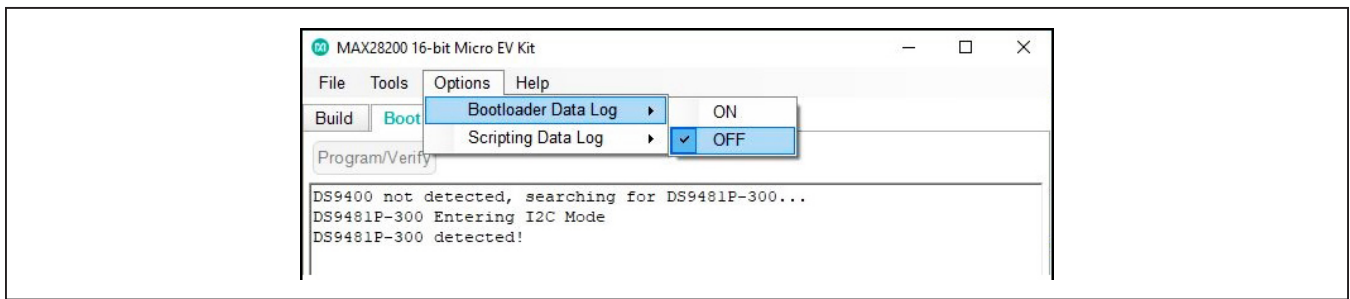 MAX28200 16-bit Micro EV Kit
File Tools Options Help
Build Boot Bootloader Data Log ON
Scripting Data Log OFF
Program/Verify
DS9400 not detected, searching for DS9481P-300...
DS9481P-300 Entering I2C Mode
DS9481P-300 detected!